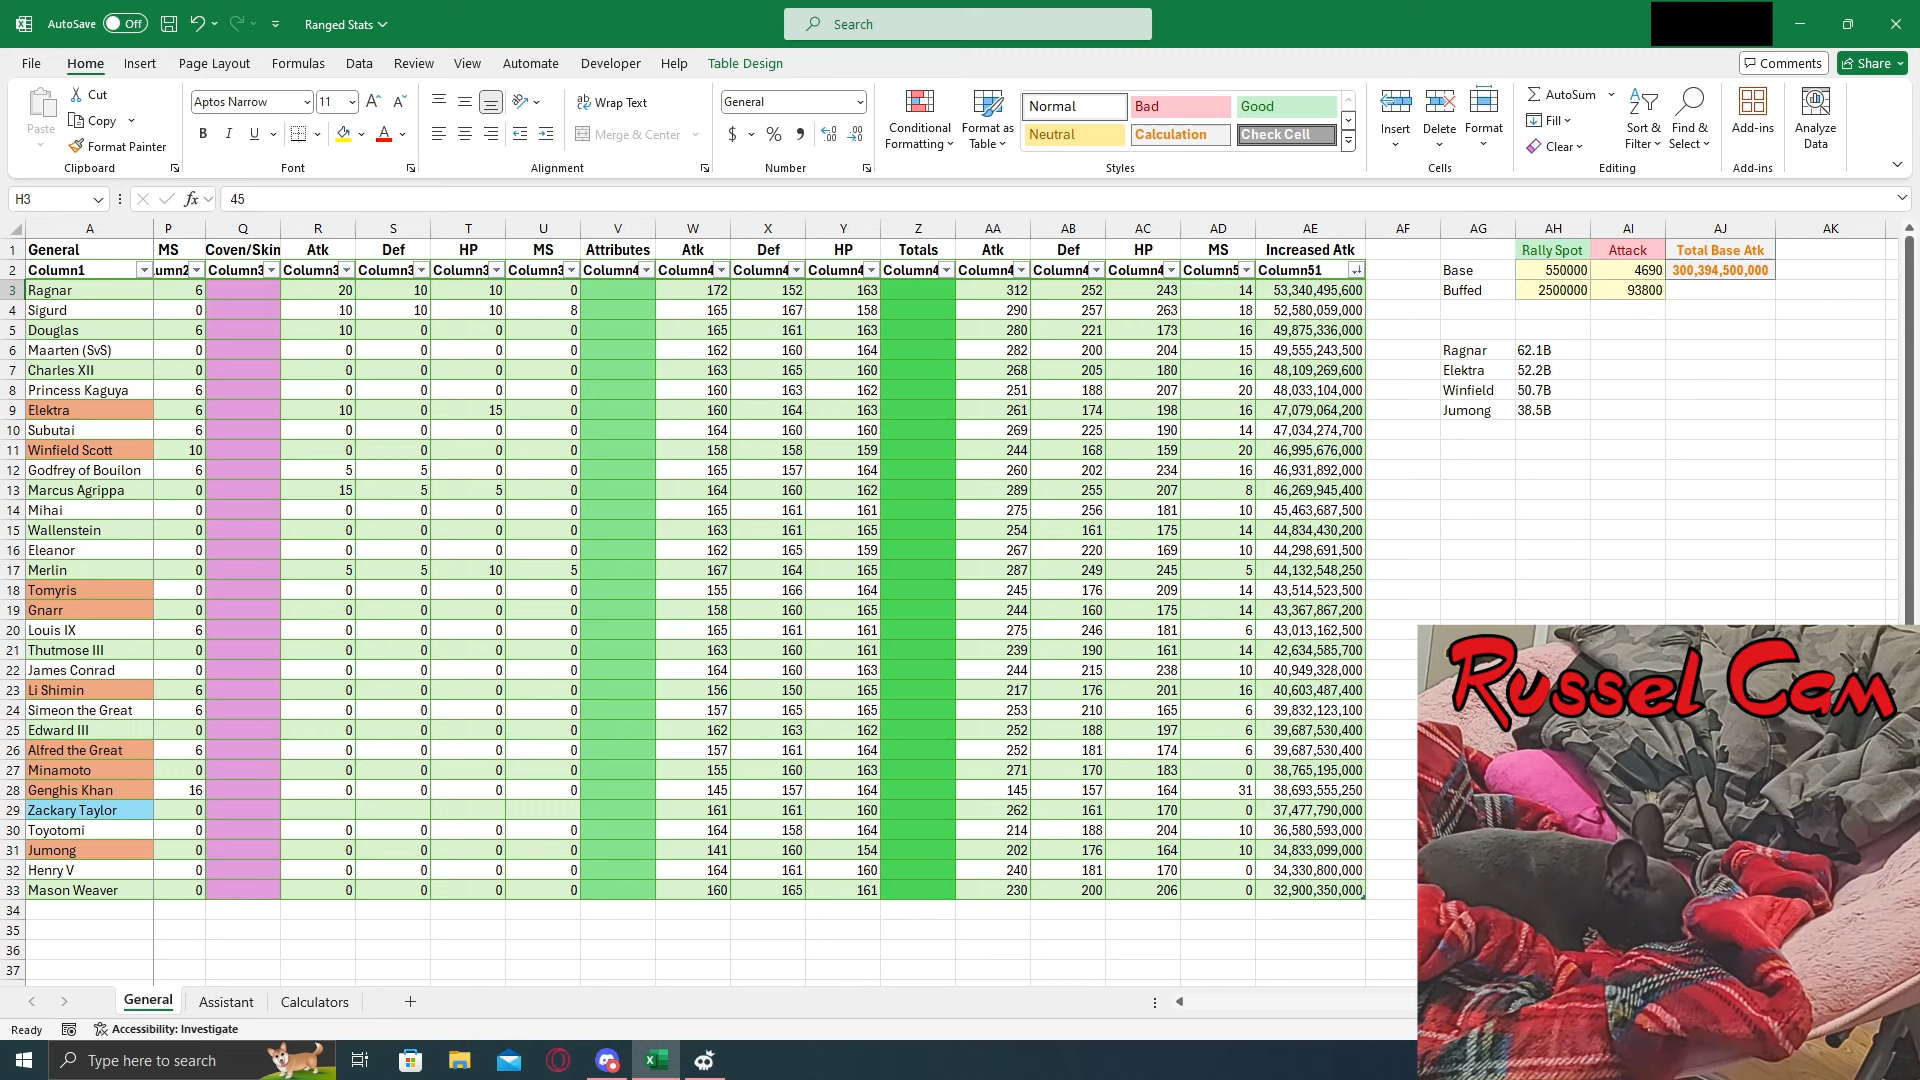 AutoSave Off Ranged Stats Search
File Home Insert Page Layout Formulas Data Review View Automate Developer Help Table Design Comments Share
Paste Cut Copy Format Painter Clipboard
Aptos Narrow 11 B I U A Font
Wrap Text Merge & Center Alignment
General $ % , Number
Conditional Formatting Format as Table Normal Bad Good Neutral Calculation Check Cell Styles
Insert Delete Format Cells
AutoSum Fill Clear Sort & Filter Find & Select Editing
Add-ins Add-ins
Analyze Data
H3 fx 45
A P Q R S T U V W X Y Z AA AB AC AD AE AF AG AH AI AJ AK
1 General MS Coven/Skin Atk Def HP MS Attributes Atk Def HP Totals Atk Def HP MS Increased Atk Rally Spot Attack Total Base Atk
2 Column1 umn2 Column3 Column3 Column3 Column3 Column3 Column4 Column4 Column4 Column4 Column4 Column4 Column4 Column4 Column5 Column51 Base 550000 4690 300,394,500,000
3 Ragnar 6 20 10 10 0 172 152 163 312 252 243 14 53,340,495,600 Buffed 2500000 93800
4 Sigurd 0 10 10 10 8 165 167 158 290 257 263 18 52,580,059,000
5 Douglas 6 10 0 0 0 165 161 163 280 221 173 16 49,875,336,000
6 Maarten (SvS) 0 0 0 0 0 162 160 164 282 200 204 15 49,555,243,500 Ragnar 62.1B
7 Charles XII 0 0 0 0 0 163 165 160 268 205 180 16 48,109,269,600 Elektra 52.2B
8 Princess Kaguya 6 0 0 0 0 160 163 162 251 188 207 20 48,033,104,000 Winfield 50.7B
9 Elektra 6 10 0 15 0 160 164 163 261 174 198 16 47,079,064,200 Jumong 38.5B
10 Subutai 6 0 0 0 0 164 160 160 269 225 190 14 47,034,274,700
11 Winfield Scott 10 0 0 0 0 158 158 159 244 168 159 20 46,995,676,000
12 Godfrey of Bouilon 6 5 5 0 0 165 157 164 260 202 234 16 46,931,892,000
13 Marcus Agrippa 0 15 5 5 0 164 160 162 289 255 207 8 46,269,945,400
14 Mihai 0 0 0 0 0 165 161 161 275 256 181 10 45,463,687,500
15 Wallenstein 0 0 0 0 0 163 161 165 254 161 175 14 44,834,430,200
16 Eleanor 0 0 0 0 0 162 165 159 267 220 169 10 44,298,691,500
17 Merlin 0 5 5 10 5 167 164 165 287 249 245 5 44,132,548,250
18 Tomyris 0 0 0 0 0 155 166 164 245 176 209 14 43,514,523,500
19 Gnarr 0 0 0 0 0 158 160 165 244 160 175 14 43,367,867,200
20 Louis IX 6 0 0 0 0 165 161 161 275 246 181 6 43,013,162,500
21 Thutmose III 0 0 0 0 0 163 160 161 239 190 161 14 42,634,585,700
22 James Conrad 0 0 0 0 0 164 160 163 244 215 238 10 40,949,328,000
23 Li Shimin 6 0 0 0 0 156 150 165 217 176 201 16 40,603,487,400
24 Simeon the Great 6 0 0 0 0 157 165 165 253 210 165 6 39,832,123,100
25 Edward III 0 0 0 0 0 162 163 162 252 188 197 6 39,687,530,400
26 Alfred the Great 6 0 0 0 0 157 161 164 252 181 174 6 39,687,530,400
27 Minamoto 0 0 0 0 0 155 160 163 271 170 183 0 38,765,195,000
28 Genghis Khan 16 0 0 0 0 145 157 164 145 157 164 31 38,693,555,250
29 Zackary Taylor 0 161 161 160 262 161 170 0 37,477,790,000
30 Toyotomi 0 0 0 0 0 164 158 164 214 188 204 10 36,580,593,000
31 Jumong 0 0 0 0 0 141 160 154 202 176 164 10 34,833,099,000
32 Henry V 0 0 0 0 0 164 161 160 240 181 170 0 34,330,800,000
33 Mason Weaver 0 0 0 0 0 160 165 161 230 200 206 0 32,900,350,000
34
35
36
37
Russel Cam
General Assistant Calculators
Ready Accessibility: Investigate
Type here to search